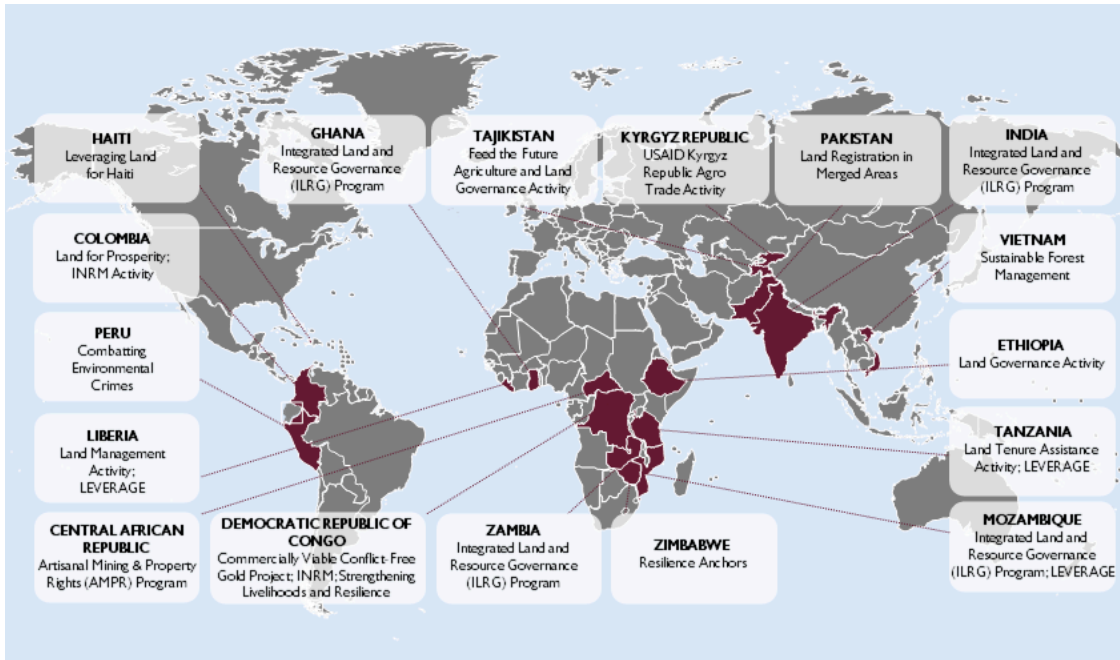 HAITI
Leveraging Land
for Haiti
GHANA
Integrated Land and
Resource Governance
(ILRG) Program
TAJIKISTAN
Feed the Future
Agriculture and Land
Governance Activity
KYRGYZ REPUBLIC
USAID Kyrgyz
Republic Agro
Trade Activity
PAKISTAN
Land Registration in
Merged Areas
INDIA
Integrated Land and
Resource Governance
(ILRG) Program
COLOMBIA
Land for Prosperity;
INRM Activity
VIETNAM
Sustainable Forest
Management
PERU
Combatting
Environmental
Crimes
ETHIOPIA
Land Governance Activity
LIBERIA
Land Management
Activity;
LEVERAGE
TANZANIA
Land Tenure Assistance
Activity; LEVERAGE
CENTRAL AFRICAN
REPUBLIC
Artisanal Mining & Property
Rights (AMPR) Program
DEMOCRATIC REPUBLIC OF
CONGO
Commercially Viable Conflict-Free
Gold Project; INRM; Strengthening
Livelihoods and Resilience
ZAMBIA
Integrated Land and
Resource Governance
(ILRG) Program
ZIMBABWE
Resilience Anchors
MOZAMBIQUE
Integrated Land and
Resource Governance
(ILRG) Program; LEVERAGE